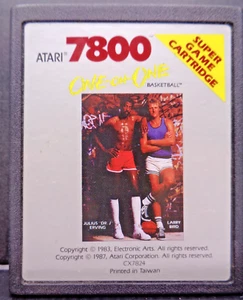 ATARI 7800
SUPER
GAME
CARTRIDGE
One-on-One
BASKETBALL™
JULIUS "DR J"
ERVING
LARRY
BIRD
Copyright © 1983, Electronic Arts. All rights reserved.
Copyright © 1987, Atari Corporation. All rights reserved.
CX7824
Printed in Taiwan